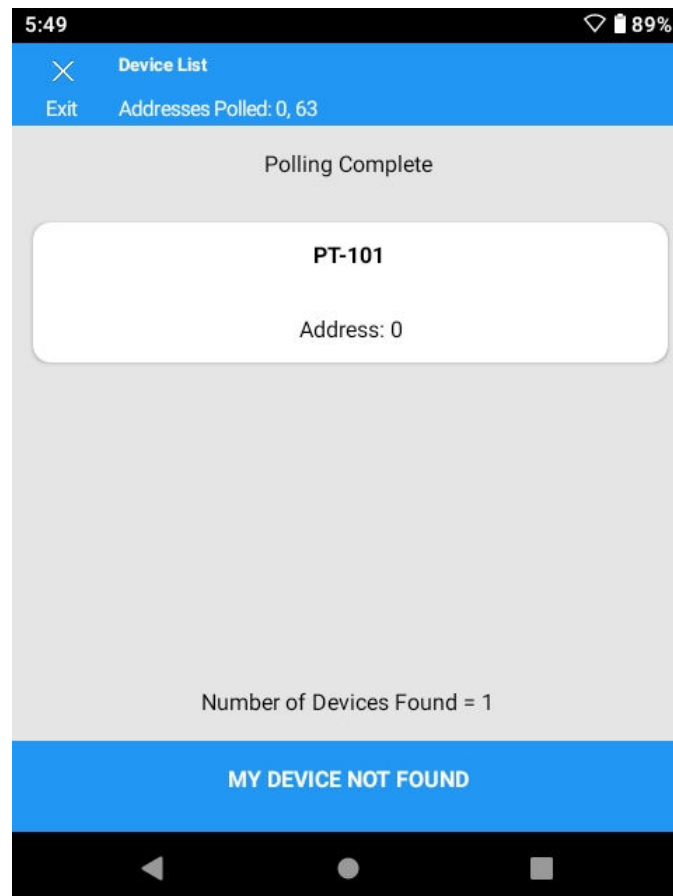 5:49 89%
Device List
Exit Addresses Polled: 0, 63
Polling Complete
PT-101
Address: 0
Number of Devices Found = 1
MY DEVICE NOT FOUND